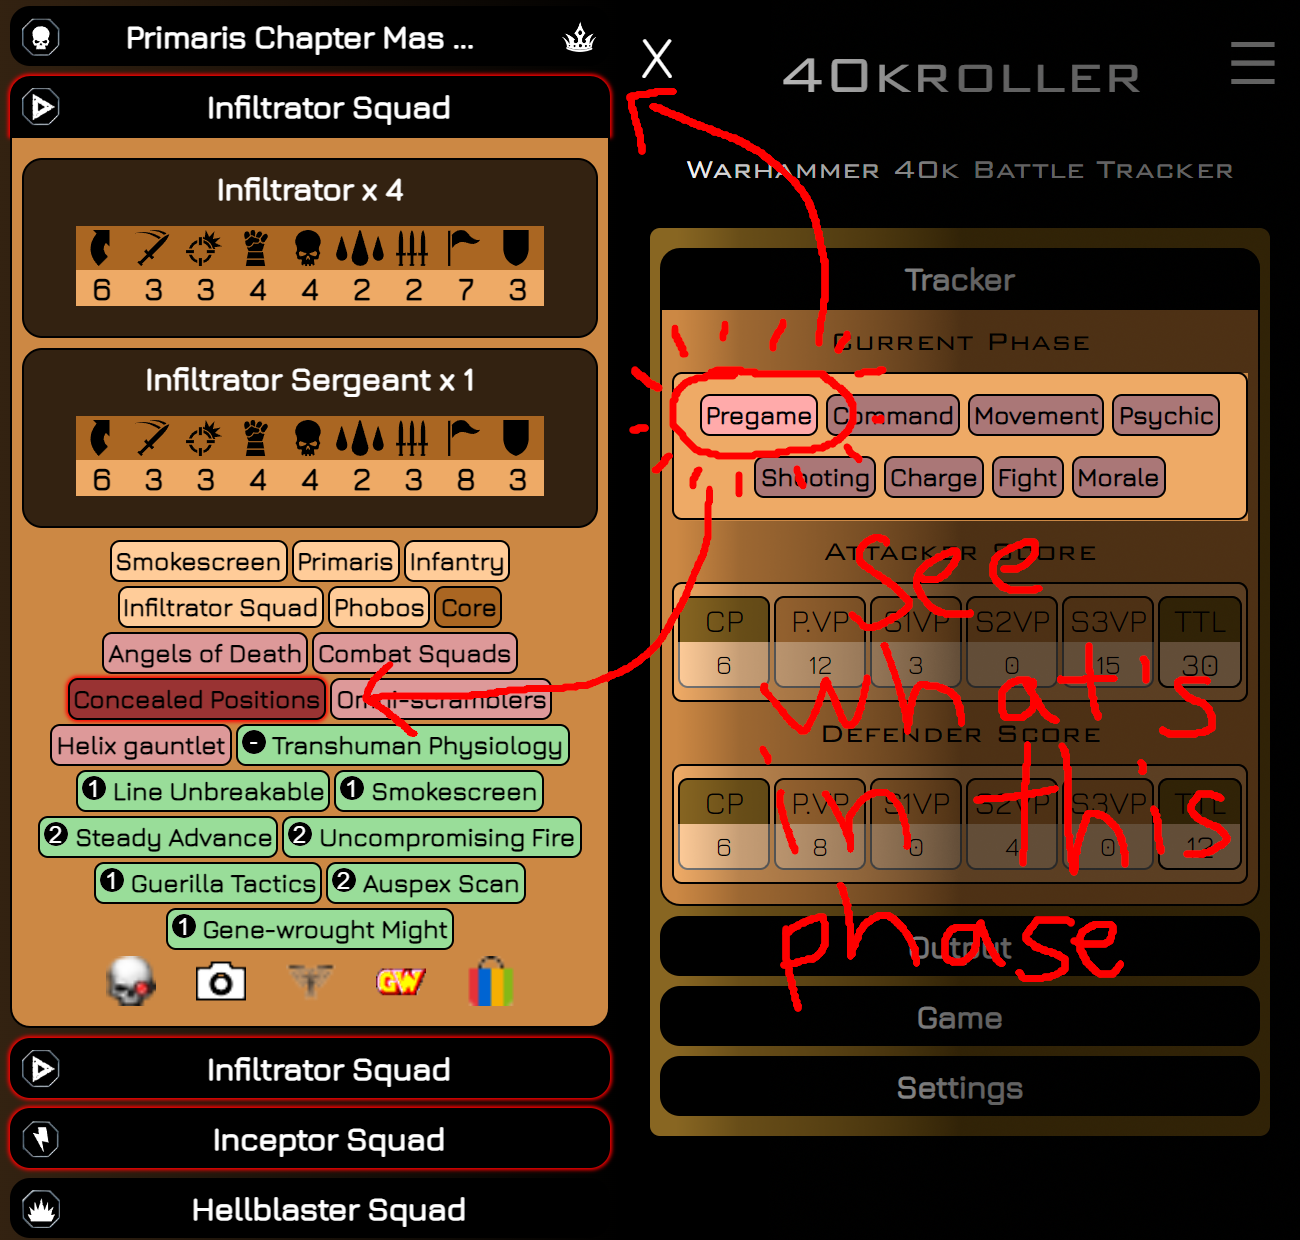 Primaris Chapter Mas ...
Infiltrator Squad
Infiltrator x 4
6 3 3 4 4 2 2 7 3
Infiltrator Sergeant x 1
6 3 3 4 4 2 3 8 3
Smokescreen Primaris Infantry
Infiltrator Squad Phobos Core
Angels of Death Combat Squads
Concealed Positions Omni-scramblers
Helix gauntlet - Transhuman Physiology
1 Line Unbreakable 1 Smokescreen
2 Steady Advance 2 Uncompromising Fire
1 Guerilla Tactics 2 Auspex Scan
1 Gene-wrought Might
GW
Infiltrator Squad
Inceptor Squad
Hellblaster Squad
X
40KROLLER
WARHAMMER 40K BATTLE TRACKER
Tracker
CURRENT PHASE
Pregame Command Movement Psychic
Shooting Charge Fight Morale
ATTACKER SCORE
CP P.VP S1VP S2VP S3VP TTL
6 12 3 0 15 30
DEFENDER SCORE
CP P.VP S1VP S2VP S3VP TTL
6 8 0 4 0 12
Output
Game
Settings
see
what's
in this
phase